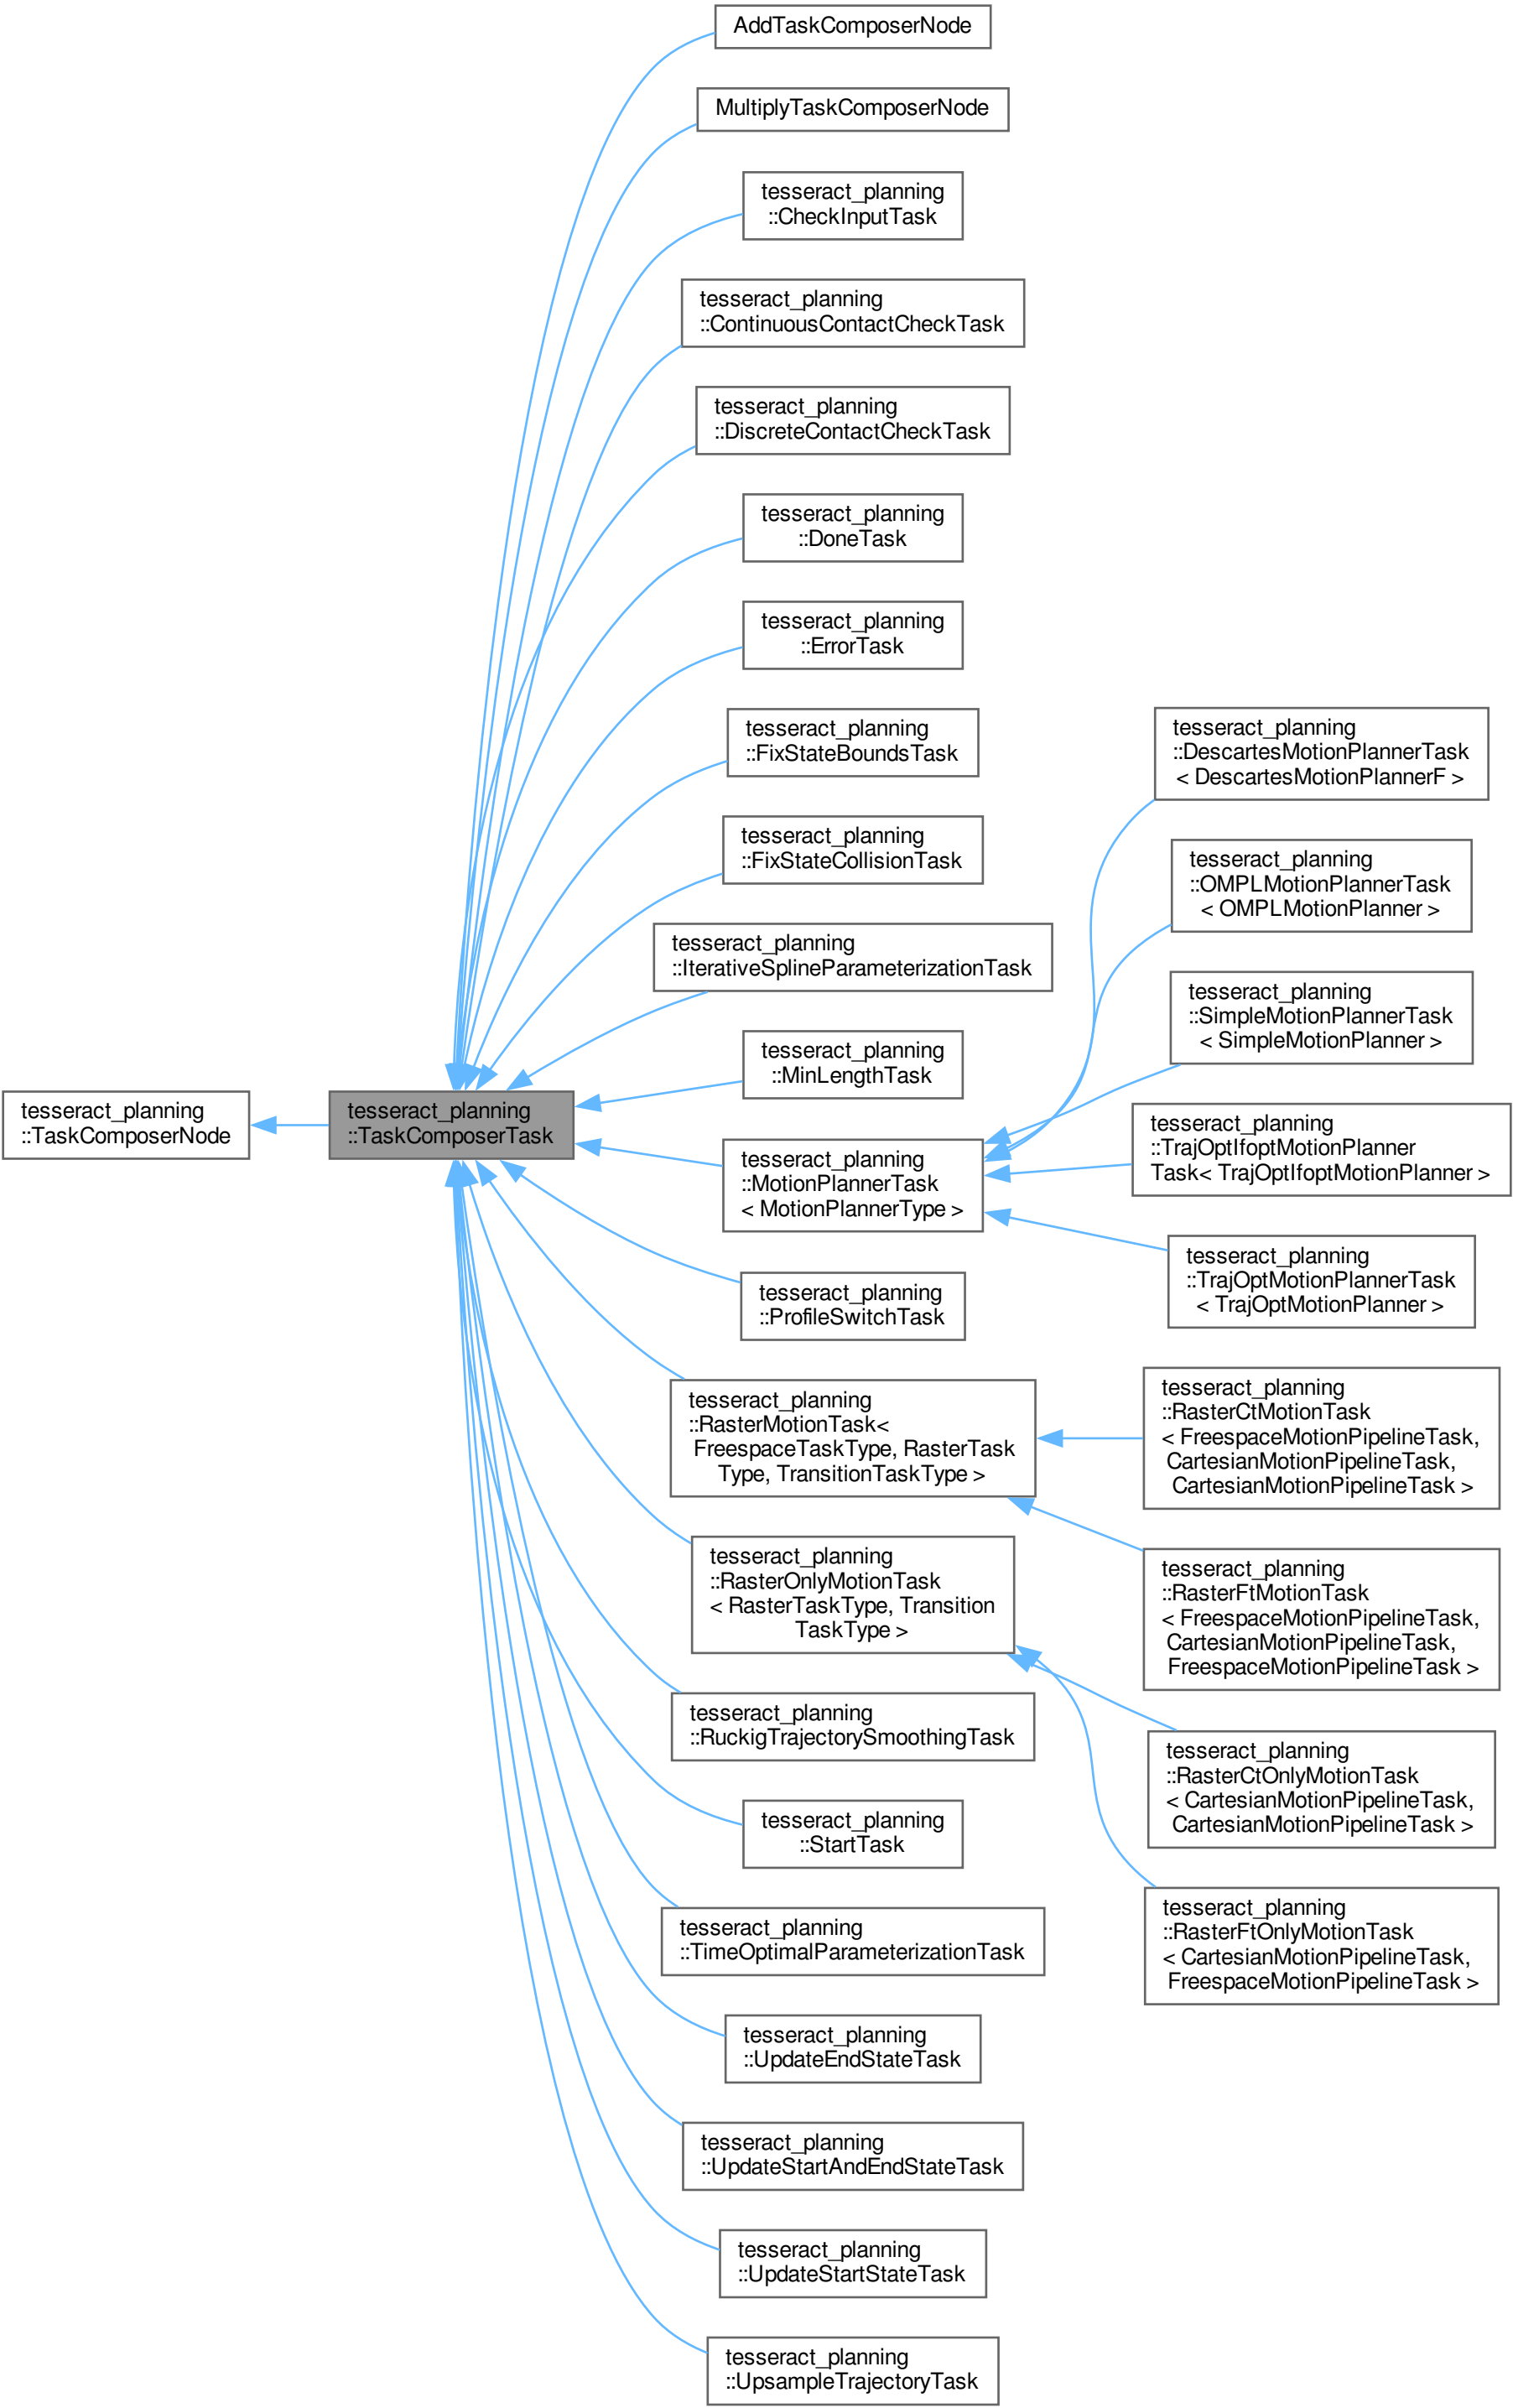 AddTaskComposerNode
MultiplyTaskComposerNode
tesseract_planning
::CheckInputTask
tesseract_planning
::ContinuousContactCheckTask
tesseract_planning
::DiscreteContactCheckTask
tesseract_planning
::DoneTask
tesseract_planning
::ErrorTask
tesseract_planning
::FixStateBoundsTask
tesseract_planning
::FixStateCollisionTask
tesseract_planning
::IterativeSplineParameterizationTask
tesseract_planning
::MinLengthTask
tesseract_planning
::TaskComposerNode
tesseract_planning
::TaskComposerTask
tesseract_planning
::MotionPlannerTask
< MotionPlannerType >
tesseract_planning
::DescartesMotionPlannerTask
< DescartesMotionPlannerF >
tesseract_planning
::OMPLMotionPlannerTask
< OMPLMotionPlanner >
tesseract_planning
::SimpleMotionPlannerTask
< SimpleMotionPlanner >
tesseract_planning
::TrajOptIfoptMotionPlanner
Task< TrajOptIfoptMotionPlanner >
tesseract_planning
::TrajOptMotionPlannerTask
< TrajOptMotionPlanner >
tesseract_planning
::ProfileSwitchTask
tesseract_planning
::RasterMotionTask<
FreespaceTaskType, RasterTask
Type, TransitionTaskType >
tesseract_planning
::RasterCtMotionTask
< FreespaceMotionPipelineTask,
CartesianMotionPipelineTask,
CartesianMotionPipelineTask >
tesseract_planning
::RasterFtMotionTask
< FreespaceMotionPipelineTask,
CartesianMotionPipelineTask,
FreespaceMotionPipelineTask >
tesseract_planning
::RasterOnlyMotionTask
< RasterTaskType, Transition
TaskType >
tesseract_planning
::RasterCtOnlyMotionTask
< CartesianMotionPipelineTask,
CartesianMotionPipelineTask >
tesseract_planning
::RasterFtOnlyMotionTask
< CartesianMotionPipelineTask,
FreespaceMotionPipelineTask >
tesseract_planning
::RuckigTrajectorySmoothingTask
tesseract_planning
::StartTask
tesseract_planning
::TimeOptimalParameterizationTask
tesseract_planning
::UpdateEndStateTask
tesseract_planning
::UpdateStartAndEndStateTask
tesseract_planning
::UpdateStartStateTask
tesseract_planning
::UpsampleTrajectoryTask